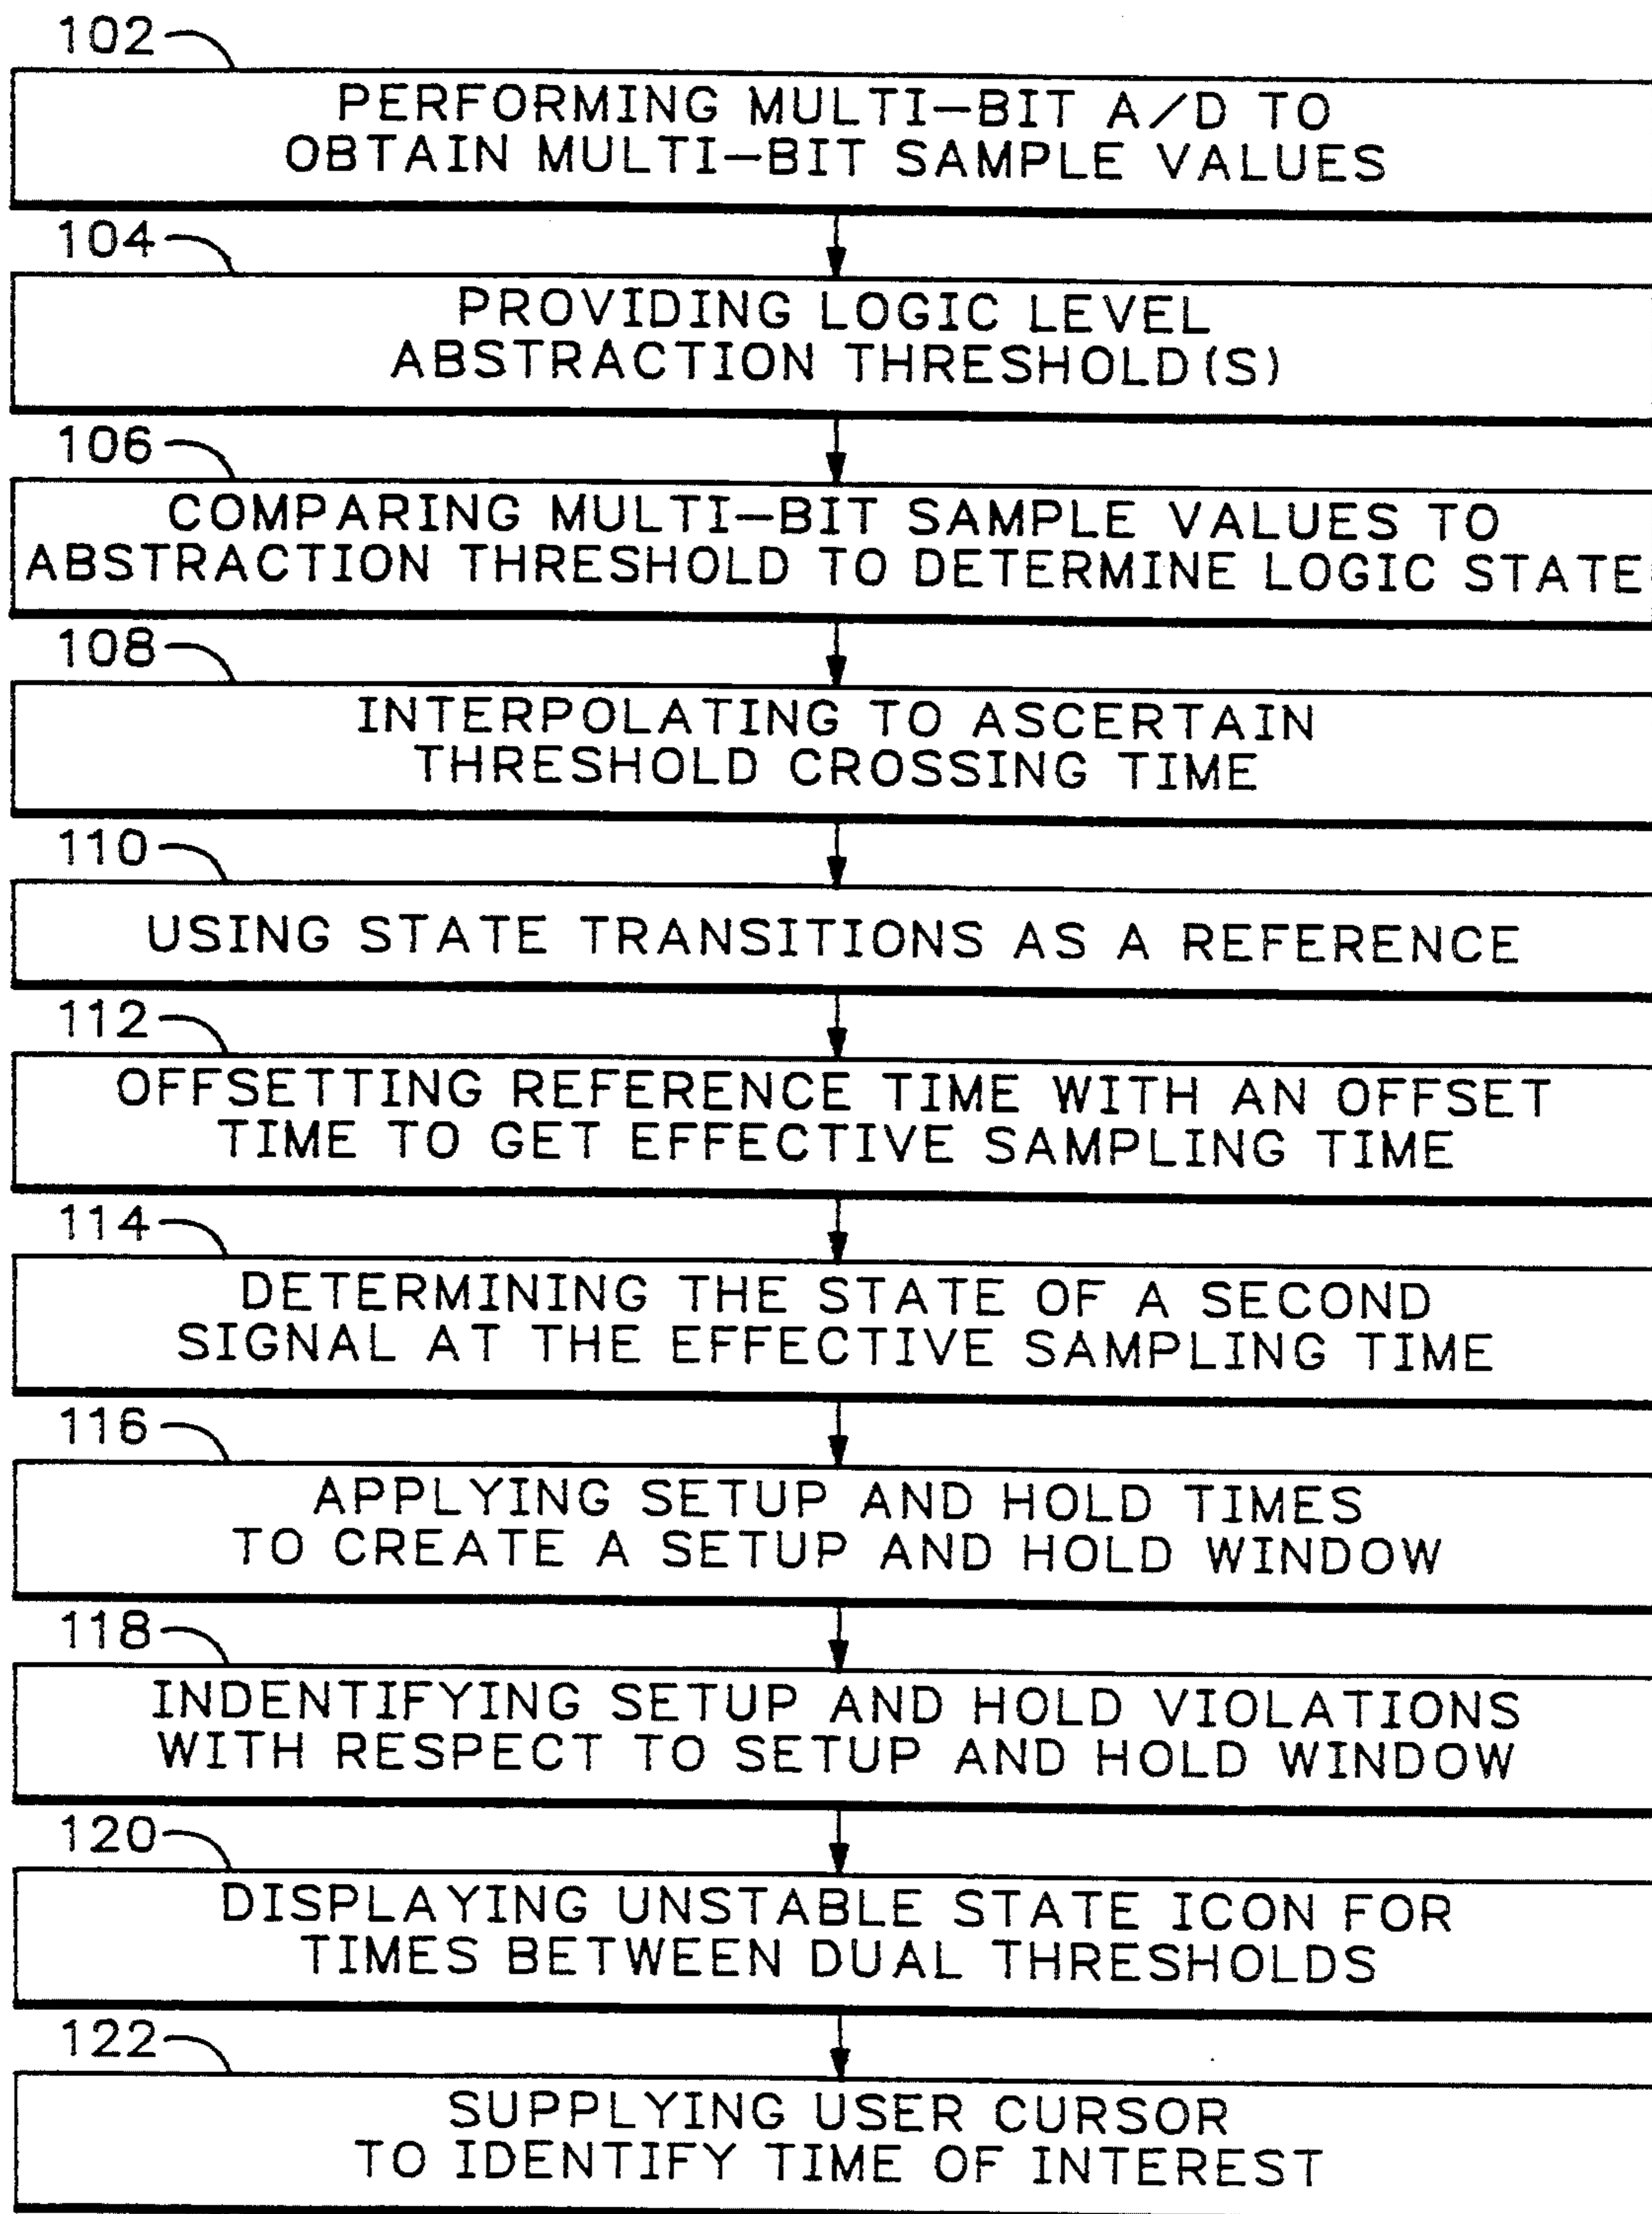 102
PERFORMING MULTI-BIT A/D TO
OBTAIN MULTI-BIT SAMPLE VALUES
104
PROVIDING LOGIC LEVEL
ABSTRACTION THRESHOLD(S)
106
COMPARING MULTI-BIT SAMPLE VALUES TO
ABSTRACTION THRESHOLD TO DETERMINE LOGIC STATE
108
INTERPOLATING TO ASCERTAIN
THRESHOLD CROSSING TIME
110
USING STATE TRANSITIONS AS A REFERENCE
112
OFFSETTING REFERENCE TIME WITH AN OFFSET
TIME TO GET EFFECTIVE SAMPLING TIME
114
DETERMINING THE STATE OF A SECOND
SIGNAL AT THE EFFECTIVE SAMPLING TIME
116
APPLYING SETUP AND HOLD TIMES
TO CREATE A SETUP AND HOLD WINDOW
118
INDENTIFYING SETUP AND HOLD VIOLATIONS
WITH RESPECT TO SETUP AND HOLD WINDOW
120
DISPLAYING UNSTABLE STATE ICON FOR
TIMES BETWEEN DUAL THRESHOLDS
122
SUPPLYING USER CURSOR
TO IDENTIFY TIME OF INTEREST